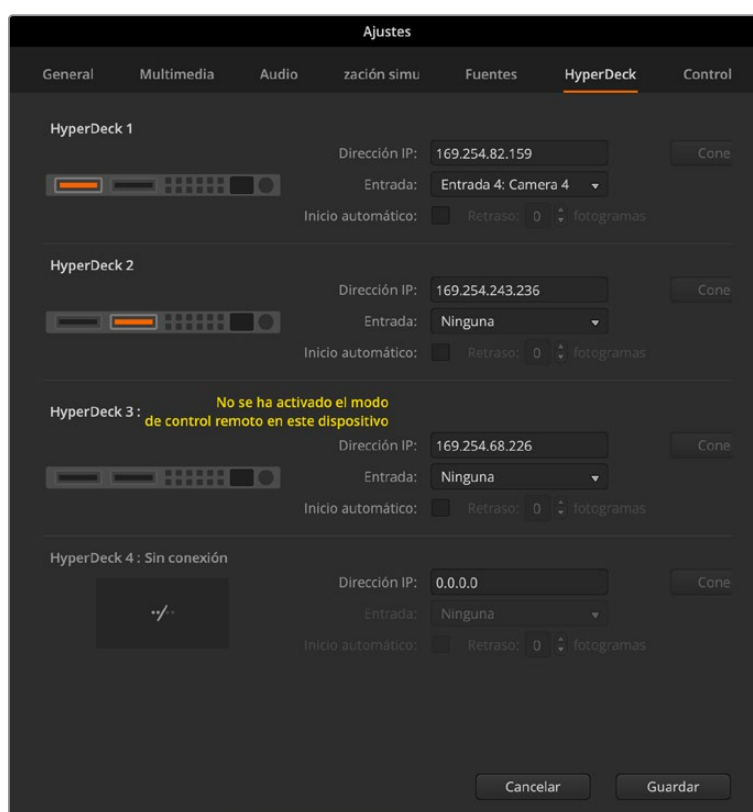 Ajustes
General Multimedia Audio zación simu Fuentes HyperDeck Control
HyperDeck 1
Dirección IP: 169.254.82.159 Cone
Entrada: Entrada 4: Camera 4
Inicio automático: Retraso: 0 fotogramas
HyperDeck 2
Dirección IP: 169.254.243.236 Cone
Entrada: Ninguna
Inicio automático: Retraso: 0 fotogramas
HyperDeck 3 : No se ha activado el modo
de control remoto en este dispositivo
Dirección IP: 169.254.68.226 Cone
Entrada: Ninguna
Inicio automático: Retraso: 0 fotogramas
HyperDeck 4 : Sin conexión
Dirección IP: 0.0.0.0 Cone
Entrada: Ninguna
Inicio automático: Retraso: 0 fotogramas
Cancelar Guardar